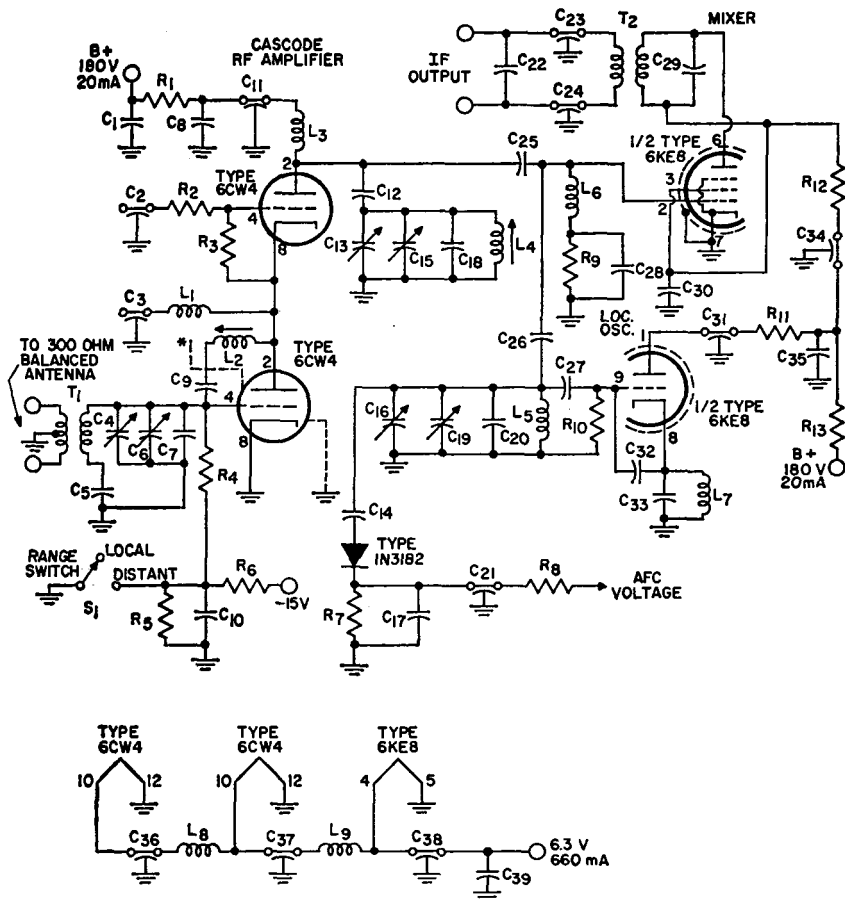 B+
180V
20mA
R1
C11
CASCODE
RF AMPLIFIER
C1
C8
L3
C23
T2
MIXER
IF
OUTPUT
C22
C24
C29
2
C25
1/2 TYPE
6KE8
6
TYPE
6CW4
C2
R2
4
R3
8
C12
C13
C15
C18
L4
L6
R9
C28
3
2
7
R12
C34
C30
C3
L1
*1
L2
2
TYPE
6CW4
C26
LOC.
OSC.
1
C31
R11
C35
TO 300 OHM
BALANCED
ANTENNA
T1
C9
4
8
C4
C6
C7
C5
R4
C16
C19
C20
L5
C27
R10
9
1/2 TYPE
6KE8
8
C32
C33
L7
R13
B+
180V
20mA
C14
RANGE
SWITCH
LOCAL
DISTANT
S1
R5
C10
R6
-15V
TYPE
1N3182
R7
C17
C21
R8
AFC
VOLTAGE
TYPE
6CW4
TYPE
6CW4
TYPE
6KE8
10
12
10
12
4
5
C36
L8
C37
L9
C38
C39
6.3 V
660 mA